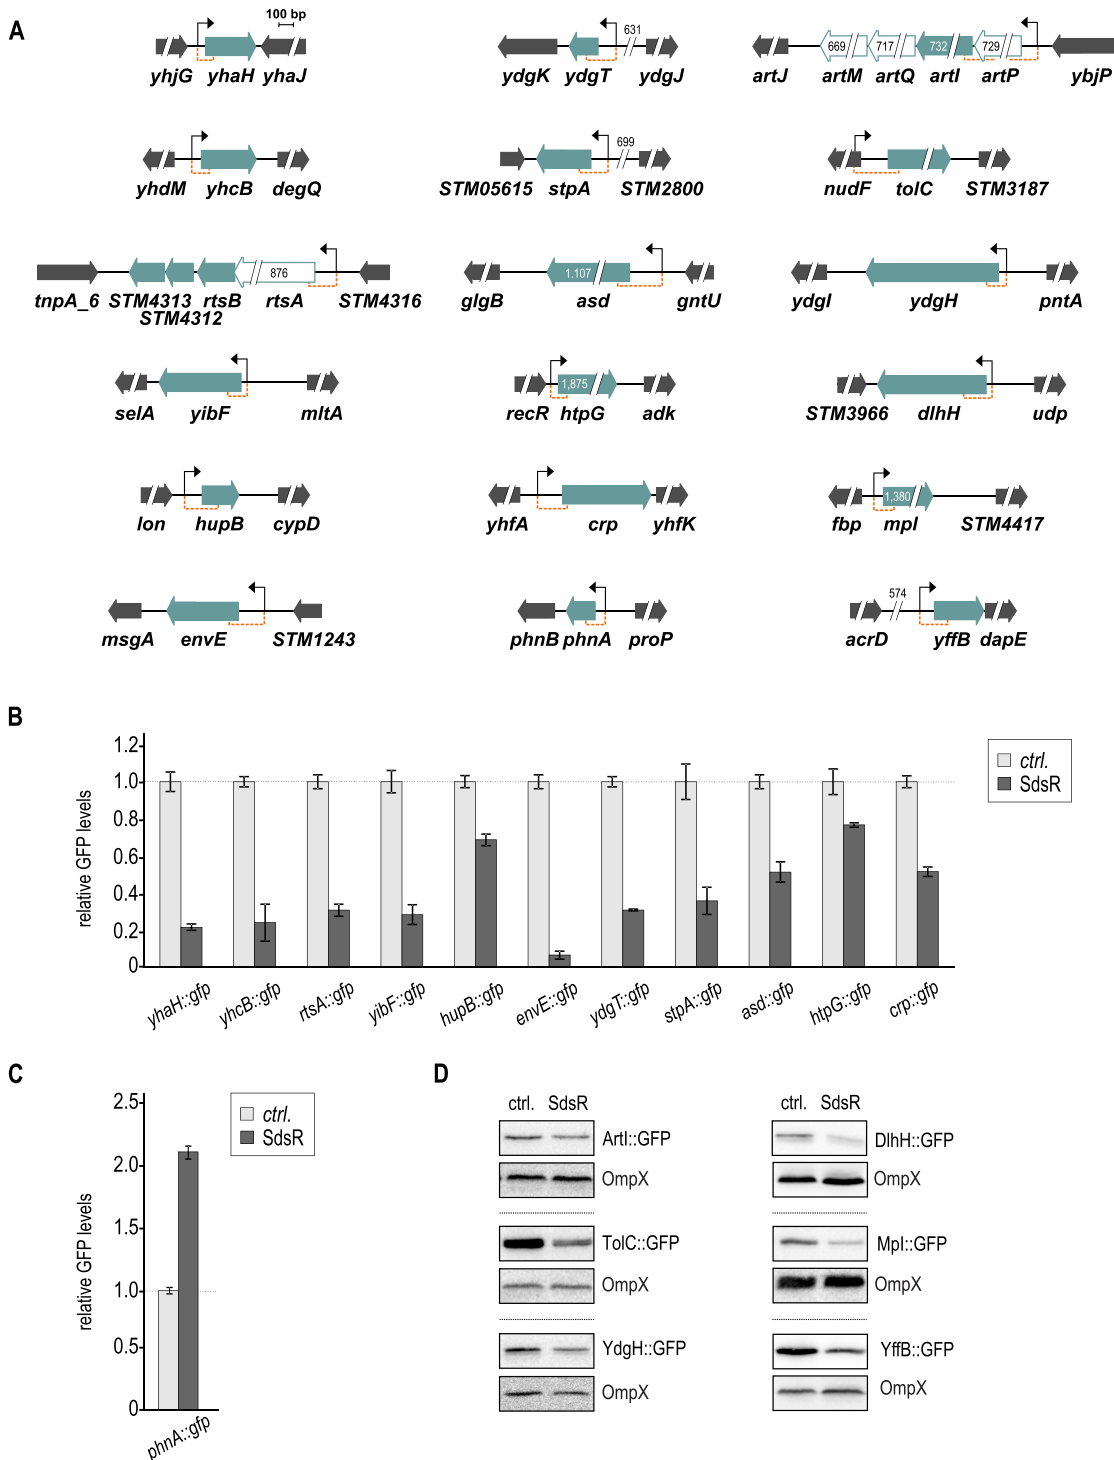 A
100 bp
yhjG yhaH yhaJ
631
ydgK ydgT ydgJ
669 717 732 729
artJ artM artQ artI artP ybjP
yhdM yhcB degQ
699
STM05615 stpA STM2800
nudF tolC STM3187
876
tnpA_6 STM4313 rtsB rtsA STM4316
STM4312
1.107
glgB asd gntU
ydgI ydgH pntA
selA yibF mltA
1,875
recR htpG adk
STM3966 dlhH udp
lon hupB cypD
yhfA crp yhfK
1,380
fbp mpl STM4417
msgA envE STM1243
phnB phnA proP
574
acrD yffB dapE
B
relative GFP levels
1.2
1.0
0.8
0.6
0.4
0.2
0
ctrl.
SdsR
yhaH::gfp yhcB::gfp rtsA::gfp yibF::gfp hupB::gfp envE::gfp ydgT::gfp stpA::gfp asd::gfp htpG::gfp crp::gfp
C
relative GFP levels
2.5
2.0
1.5
1.0
0.5
0
ctrl.
SdsR
phnA::gfp
D
ctrl. SdsR
ArtI::GFP
OmpX
TolC::GFP
OmpX
YdgH::GFP
OmpX
ctrl. SdsR
DlhH::GFP
OmpX
Mpl::GFP
OmpX
YffB::GFP
OmpX